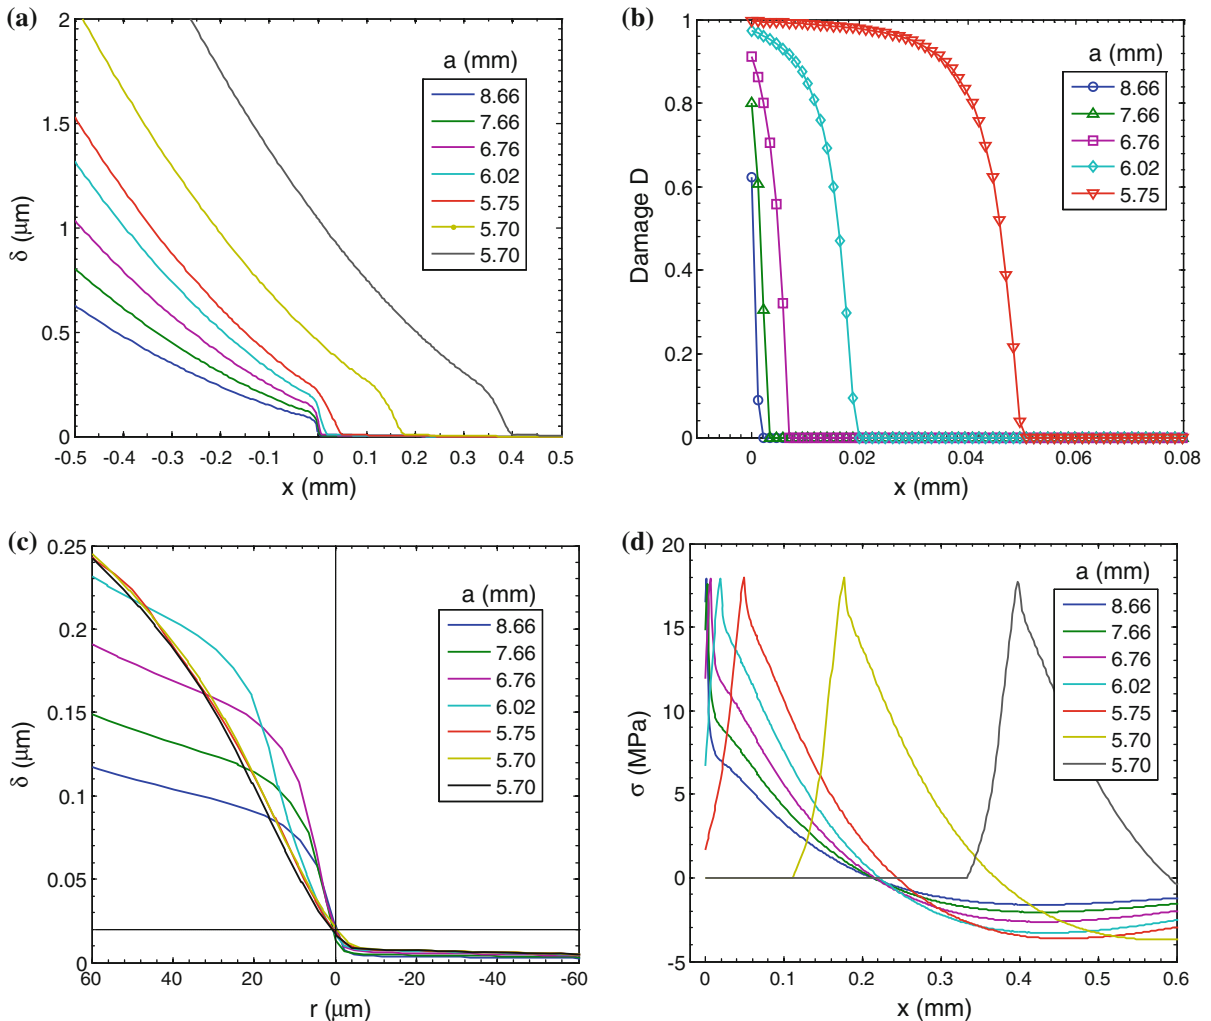 (a)
2
1.5
1
0.5
0
δ (μm)
-0.5 -0.4 -0.3 -0.2 -0.1 0 0.1 0.2 0.3 0.4 0.5
x (mm)
a (mm)
8.66
7.66
6.76
6.02
5.75
5.70
5.70
(b)
1
0.8
0.6
0.4
0.2
0
Damage D
0 0.02 0.04 0.06 0.08
x (mm)
a (mm)
8.66
7.66
6.76
6.02
5.75
(c)
0.25
0.2
0.15
0.1
0.05
0
δ (μm)
60 40 20 0 -20 -40 -60
r (μm)
a (mm)
8.66
7.66
6.76
6.02
5.75
5.70
5.70
(d)
20
15
10
5
0
-5
σ (MPa)
0 0.1 0.2 0.3 0.4 0.5 0.6
x (mm)
a (mm)
8.66
7.66
6.76
6.02
5.75
5.70
5.70